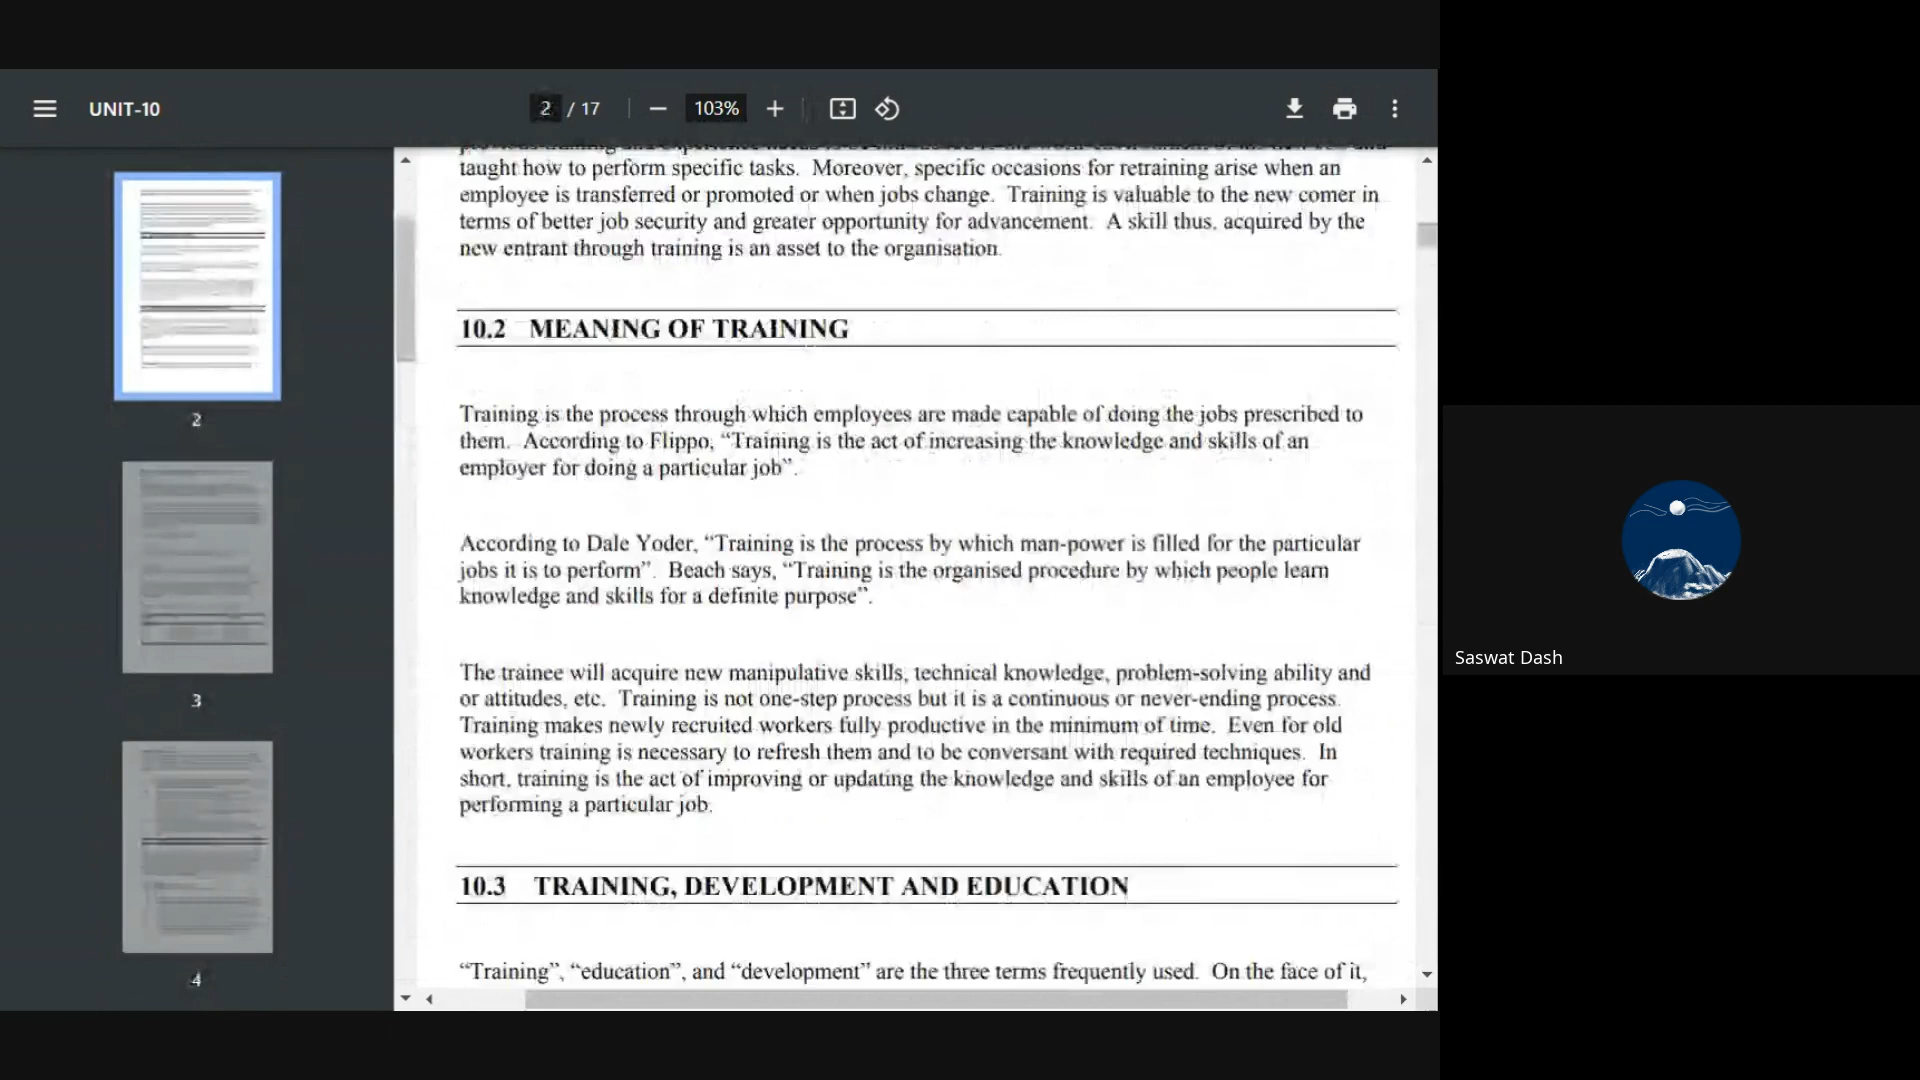 UNIT-10
2 / 17
103%
taught how to perform specific tasks. Moreover, specific occasions for retraining arise when an
employee is transferred or promoted or when jobs change. Training is valuable to the new comer in
terms of better job security and greater opportunity for advancement. A skill thus, acquired by the
new entrant through training is an asset to the organisation.
10.2 MEANING OF TRAINING
Training is the process through which employees are made capable of doing the jobs prescribed to
them. According to Flippo, “Training is the act of increasing the knowledge and skills of an
employer for doing a particular job”.
According to Dale Yoder, “Training is the process by which man-power is filled for the particular
jobs it is to perform”. Beach says, “Training is the organised procedure by which people learn
knowledge and skills for a definite purpose”.
The trainee will acquire new manipulative skills, technical knowledge, problem-solving ability and
or attitudes, etc. Training is not one-step process but it is a continuous or never-ending process.
Training makes newly recruited workers fully productive in the minimum of time. Even for old
workers training is necessary to refresh them and to be conversant with required techniques. In
short, training is the act of improving or updating the knowledge and skills of an employee for
performing a particular job.
10.3 TRAINING, DEVELOPMENT AND EDUCATION
“Training”, “education”, and “development” are the three terms frequently used. On the face of it,
2
3
4
Saswat Dash